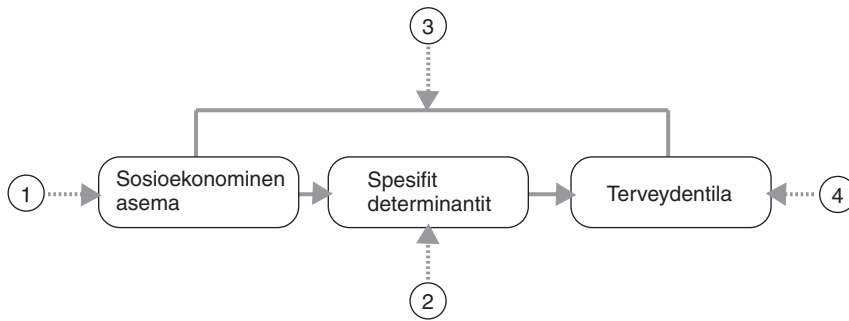 3
1
Sosioekonominen
asema
Spesifit
determinantit
Terveydentila
4
2